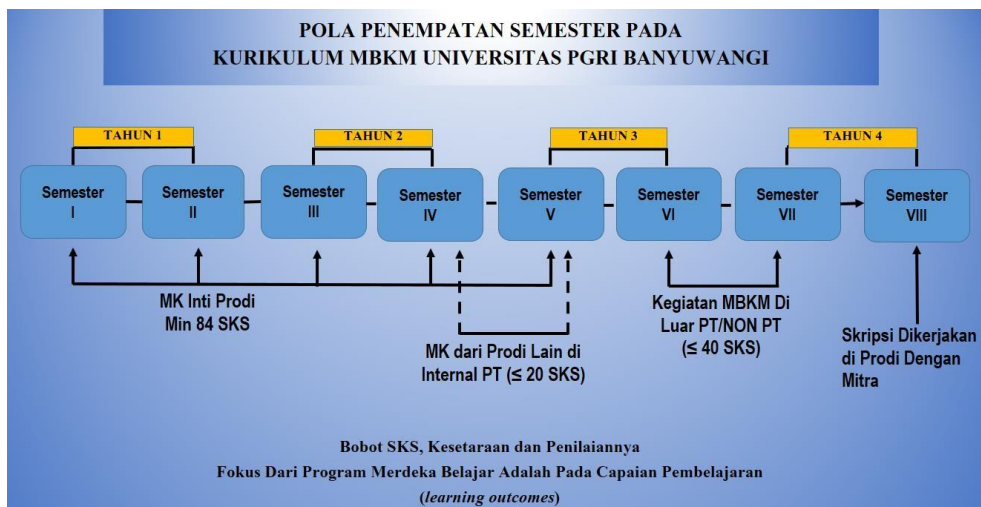 POLA PENEMPATAN SEMESTER PADA
KURIKULUM MBKM UNIVERSITAS PGRI BANYUWANGI
TAHUN 1
TAHUN 2
TAHUN 3
TAHUN 4
Semester
I
Semester
II
Semester
III
Semester
IV
Semester
V
Semester
VI
Semester
VII
Semester
VIII
MK Inti Prodi
Min 84 SKS
MK dari Prodi Lain di
Internal PT (≤ 20 SKS)
Kegiatan MBKM Di
Luar PT/NON PT
(≤ 40 SKS)
Skripsi Dikerjakan
di Prodi Dengan
Mitra
Bobot SKS, Kesetaraan dan Penilaiannya
Fokus Dari Program Merdeka Belajar Adalah Pada Capaian Pembelajaran
(learning outcomes)